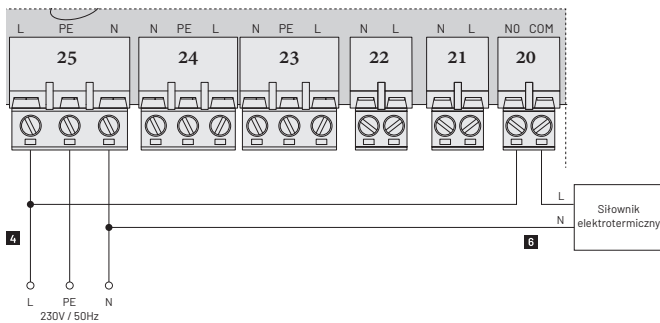 L PE N N PE L N PE L N L N L NO COM
25 24 23 22 21 20
L
Siłownik
N
elektrotermiczny
4
6
L PE N
230V / 50Hz